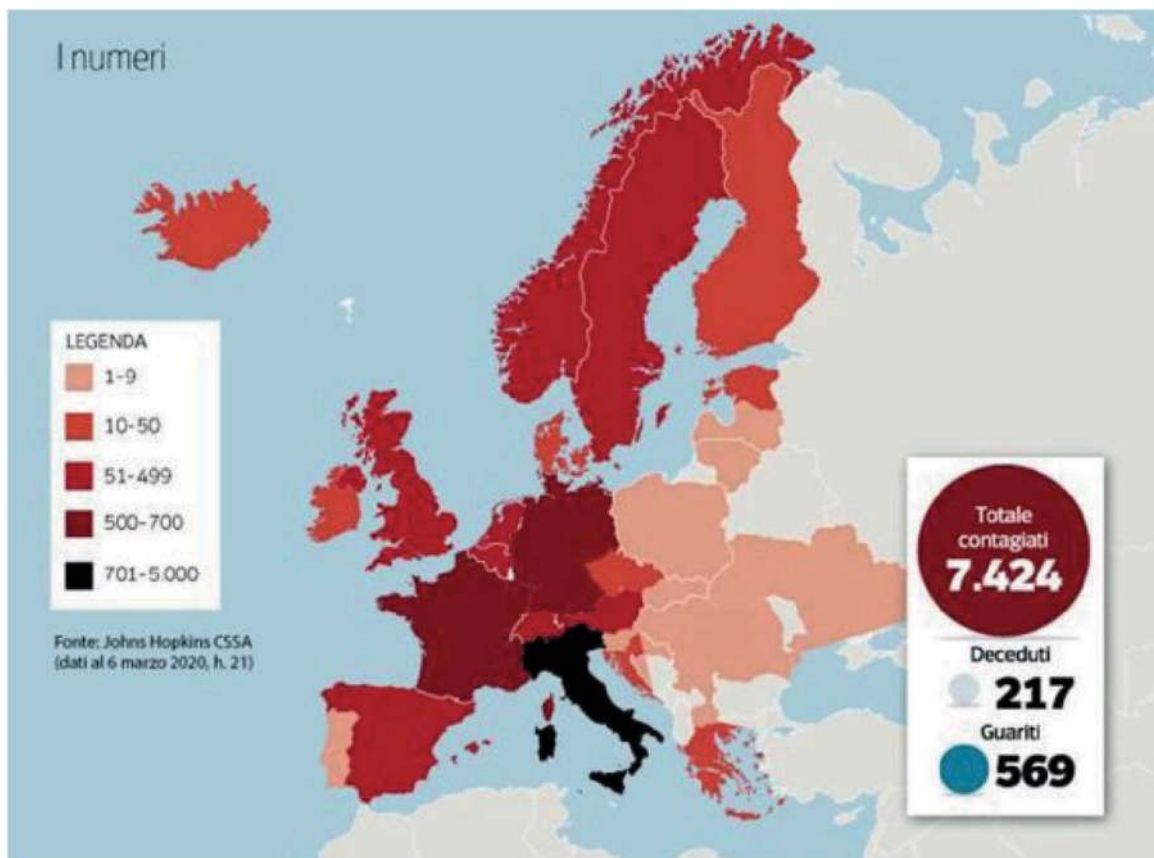 I numeri
LEGENDA
1-9
10-50
51-499
500-700
701-5.000
Fonte: Johns Hopkins CSSA
(dati al 6 marzo 2020, h. 21)
Totale
contagiati
7.424
Deceduti
217
Guariti
569